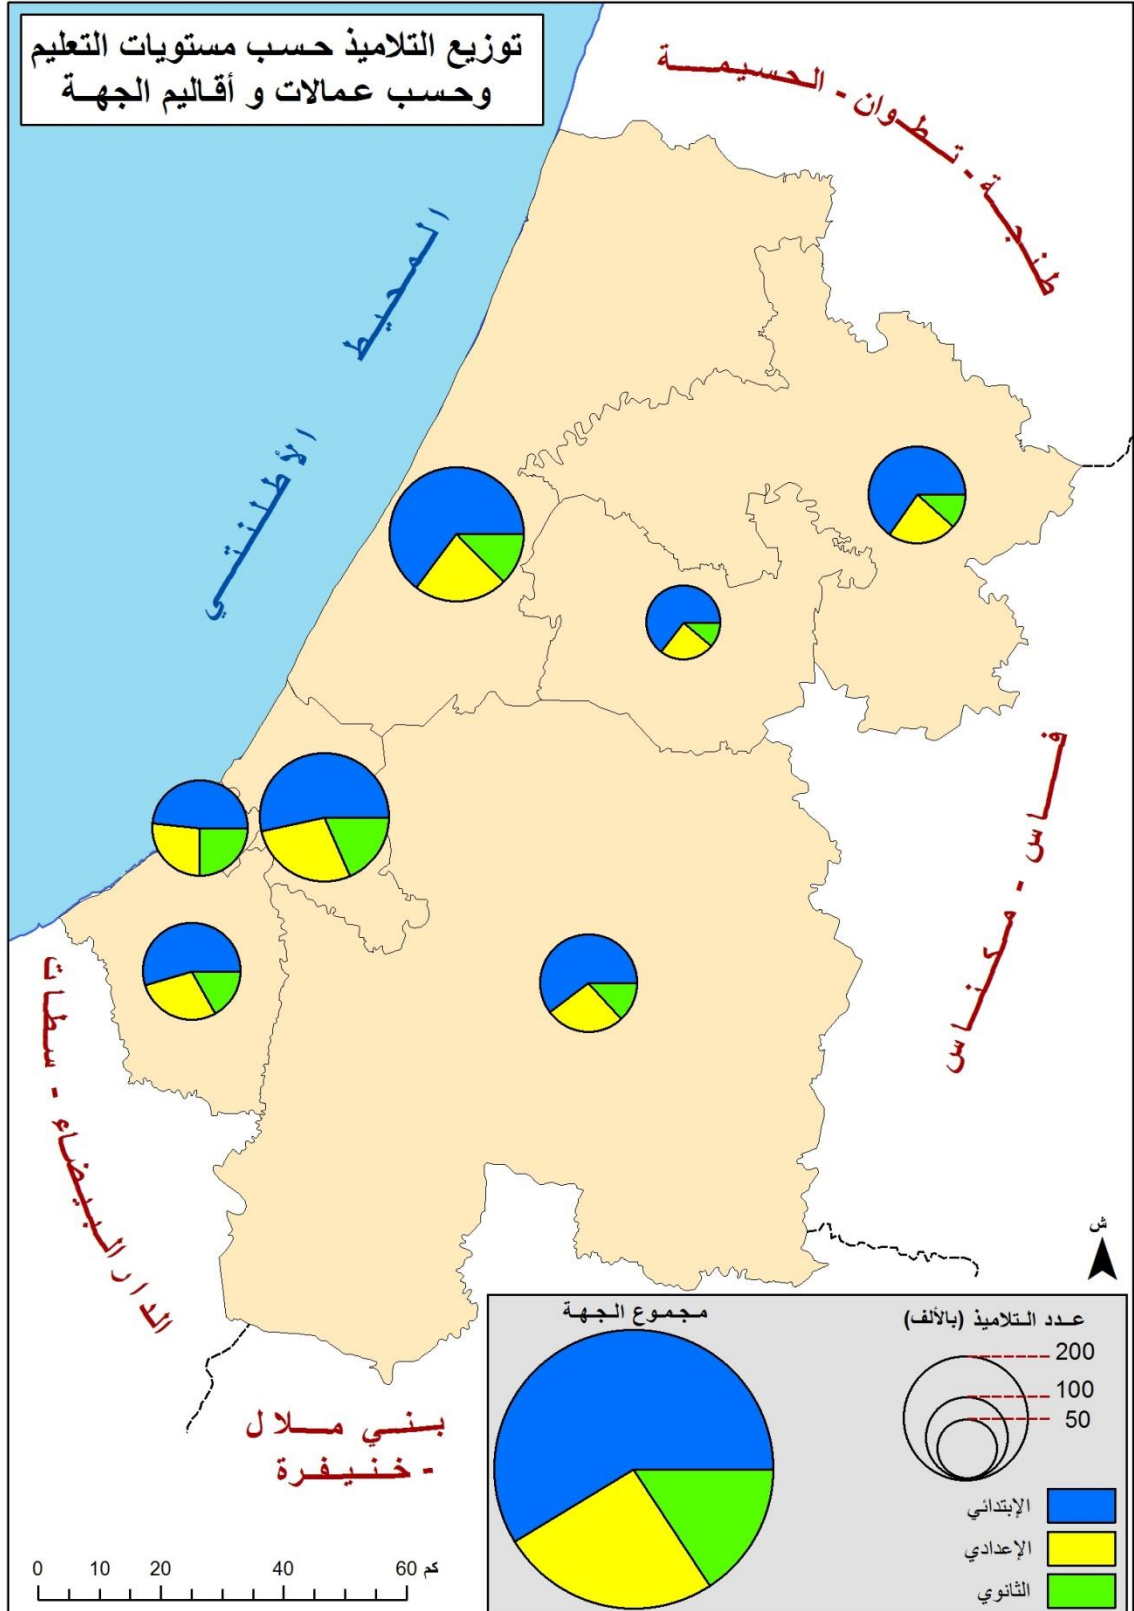 توزيع التلاميذ حسب مستويات التعليم
وحسب عمالات و أقاليم الجهة
طنجة - تطوان - الحسيمة
المحيط
الأطلنتي
فاس - مكناس
الدار البيضاء - سطات
بني ملال
- خنيفرة
ش
مجموع الجهة
عدد التلاميذ (بالألف)
200
100
50
الإبتدائي
الإعدادي
الثانوي
0 10 20 40 60 كم